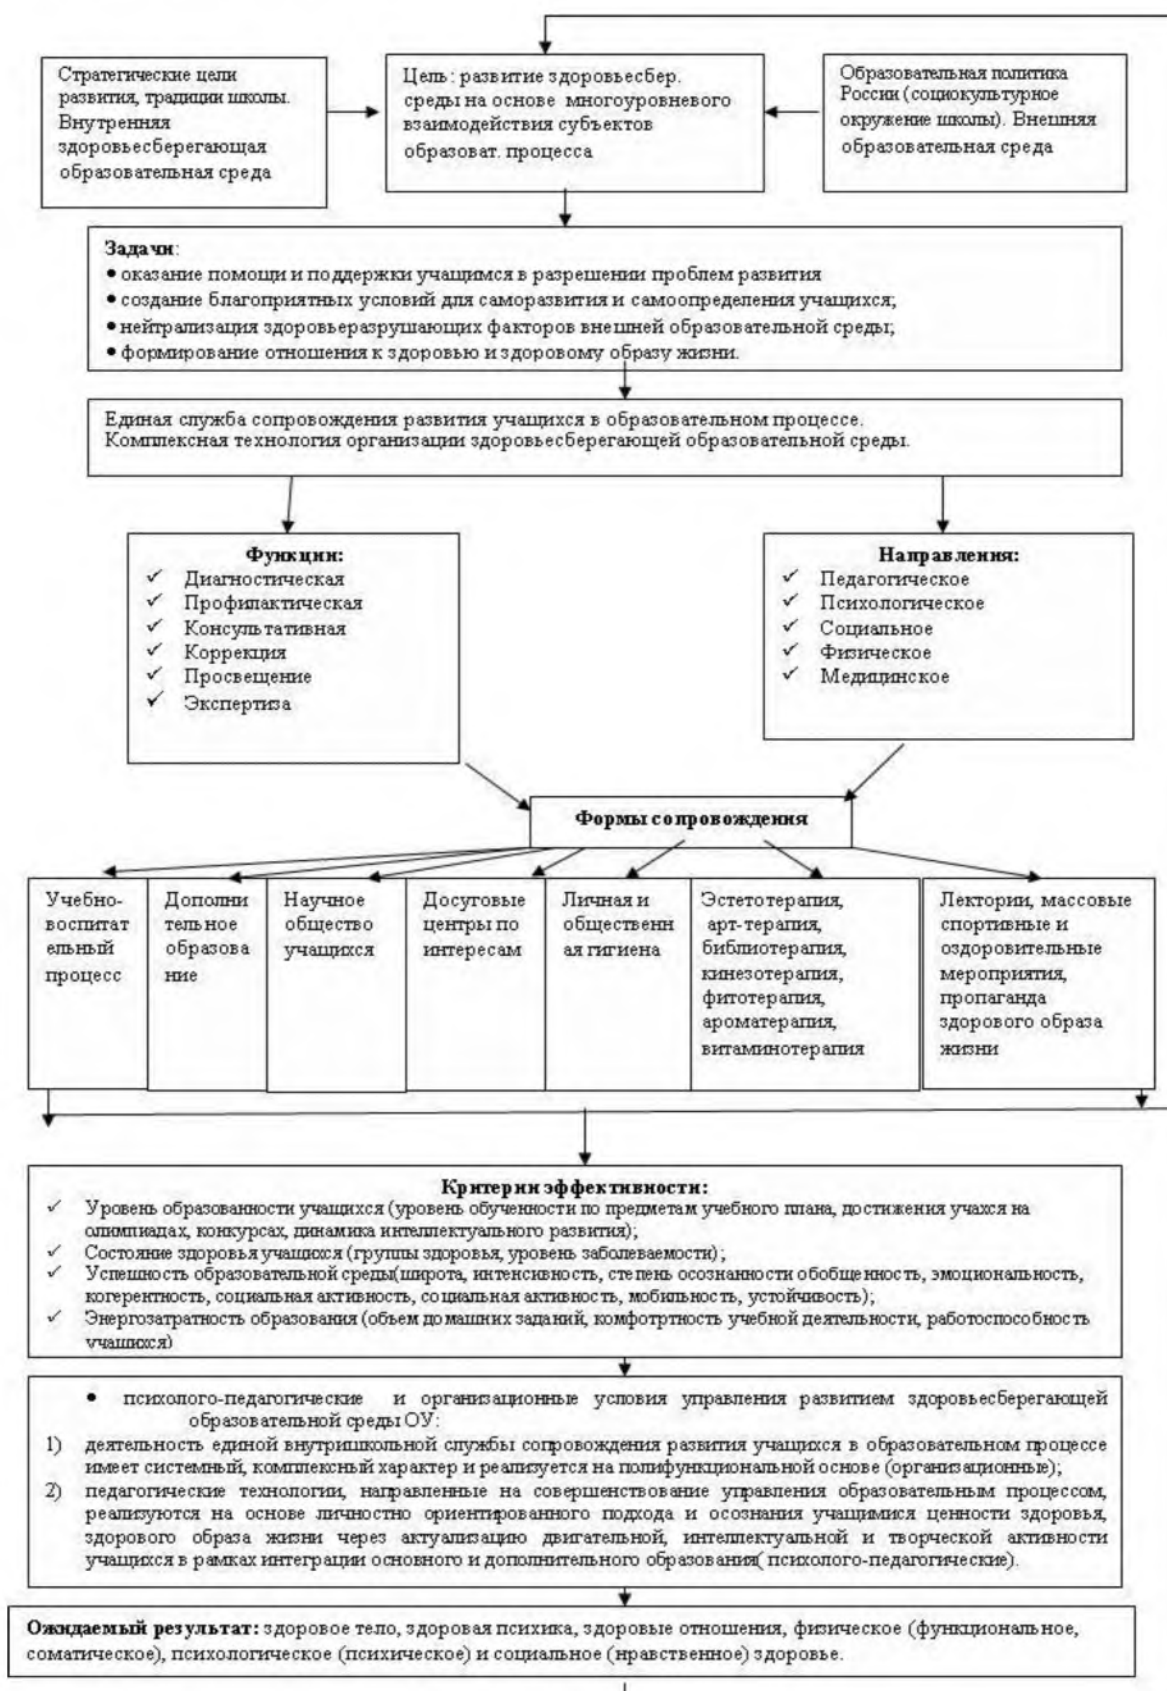 Стратегические цели
развития, традиции школы.
Внутренняя
здоровьесберегающая
образовательная среда
Цель: развитие здоровьесбер.
среды на основе многоуровневого
взаимодействия субъектов
образоват. процесса
Образовательная политика
России (социокультурное
окружение школы). Внешняя
образовательная среда
Задачи:
• оказание помощи и поддержки учащимся в разрешении проблем развития
• создание благоприятных условий для саморазвития и самоопределения учащихся;
• нейтрализация здоровьеразрушающих факторов внешней образовательной среды;
• формирование отношения к здоровью и здоровому образу жизни.
Единая служба сопровождения развития учащихся в образовательном процессе.
Комплексная технология организации здоровьесберегающей образовательной среды.
Функции:
✓ Диагностическая
✓ Профилактическая
✓ Консультативная
✓ Коррекция
✓ Просвещение
✓ Экспертиза
Направления:
✓ Педагогическое
✓ Психологическое
✓ Социальное
✓ Физическое
✓ Медицинское
Формы сопровождения
Учебно-
воспитат
ельный
процесс
Дополни
тельное
образова
ние
Научное
общество
учащихся
Досуговые
центры по
интересам
Личная и
общественн
ая гигиена
Эстетотерапия,
арт-терапия,
библиотерапия,
кинезотерапия,
фитотерапия,
ароматерапия,
витаминотерапия
Лектории, массовые
спортивные и
оздоровительные
мероприятия,
пропаганда
здорового образа
жизни
Критерии эффективности:
✓ Уровень образованности учащихся (уровень обученности по предметам учебного плана, достижения учахся на
олимпиадах, конкурсах, динамика интеллектуального развития);
✓ Состояние здоровья учащихся (группы здоровья, уровень заболеваемости);
✓ Успешность образовательной среды(широта, интенсивность, степень осознанности обобщенность, эмоциональность,
когерентность, социальная активность, социальная активность, мобильность, устойчивость);
✓ Энергозатратность образования (объем домашних заданий, комфотртность учебной деятельности, работоспособность
учащихся)
• психолого-педагогические и организационные условия управления развитием здоровьесберегающей
образовательной среды ОУ:
1) деятельность единой внутришкольной службы сопровождения развития учащихся в образовательном процессе
имеет системный, комплексный характер и реализуется на полифункциональной основе (организационные);
2) педагогические технологии, направленные на совершенствование управления образовательным процессом,
реализуются на основе личностно ориентированного подхода и осознания учащимися ценности здоровья,
здорового образа жизни через актуализацию двигательной, интеллектуальной и творческой активности
учащихся в рамках интеграции основного и дополнительного образования( психолого-педагогические).
Ожидаемый результат: здоровое тело, здоровая психика, здоровые отношения, физическое (функциональное,
соматическое), психологическое (психическое) и социальное (нравственное) здоровье.